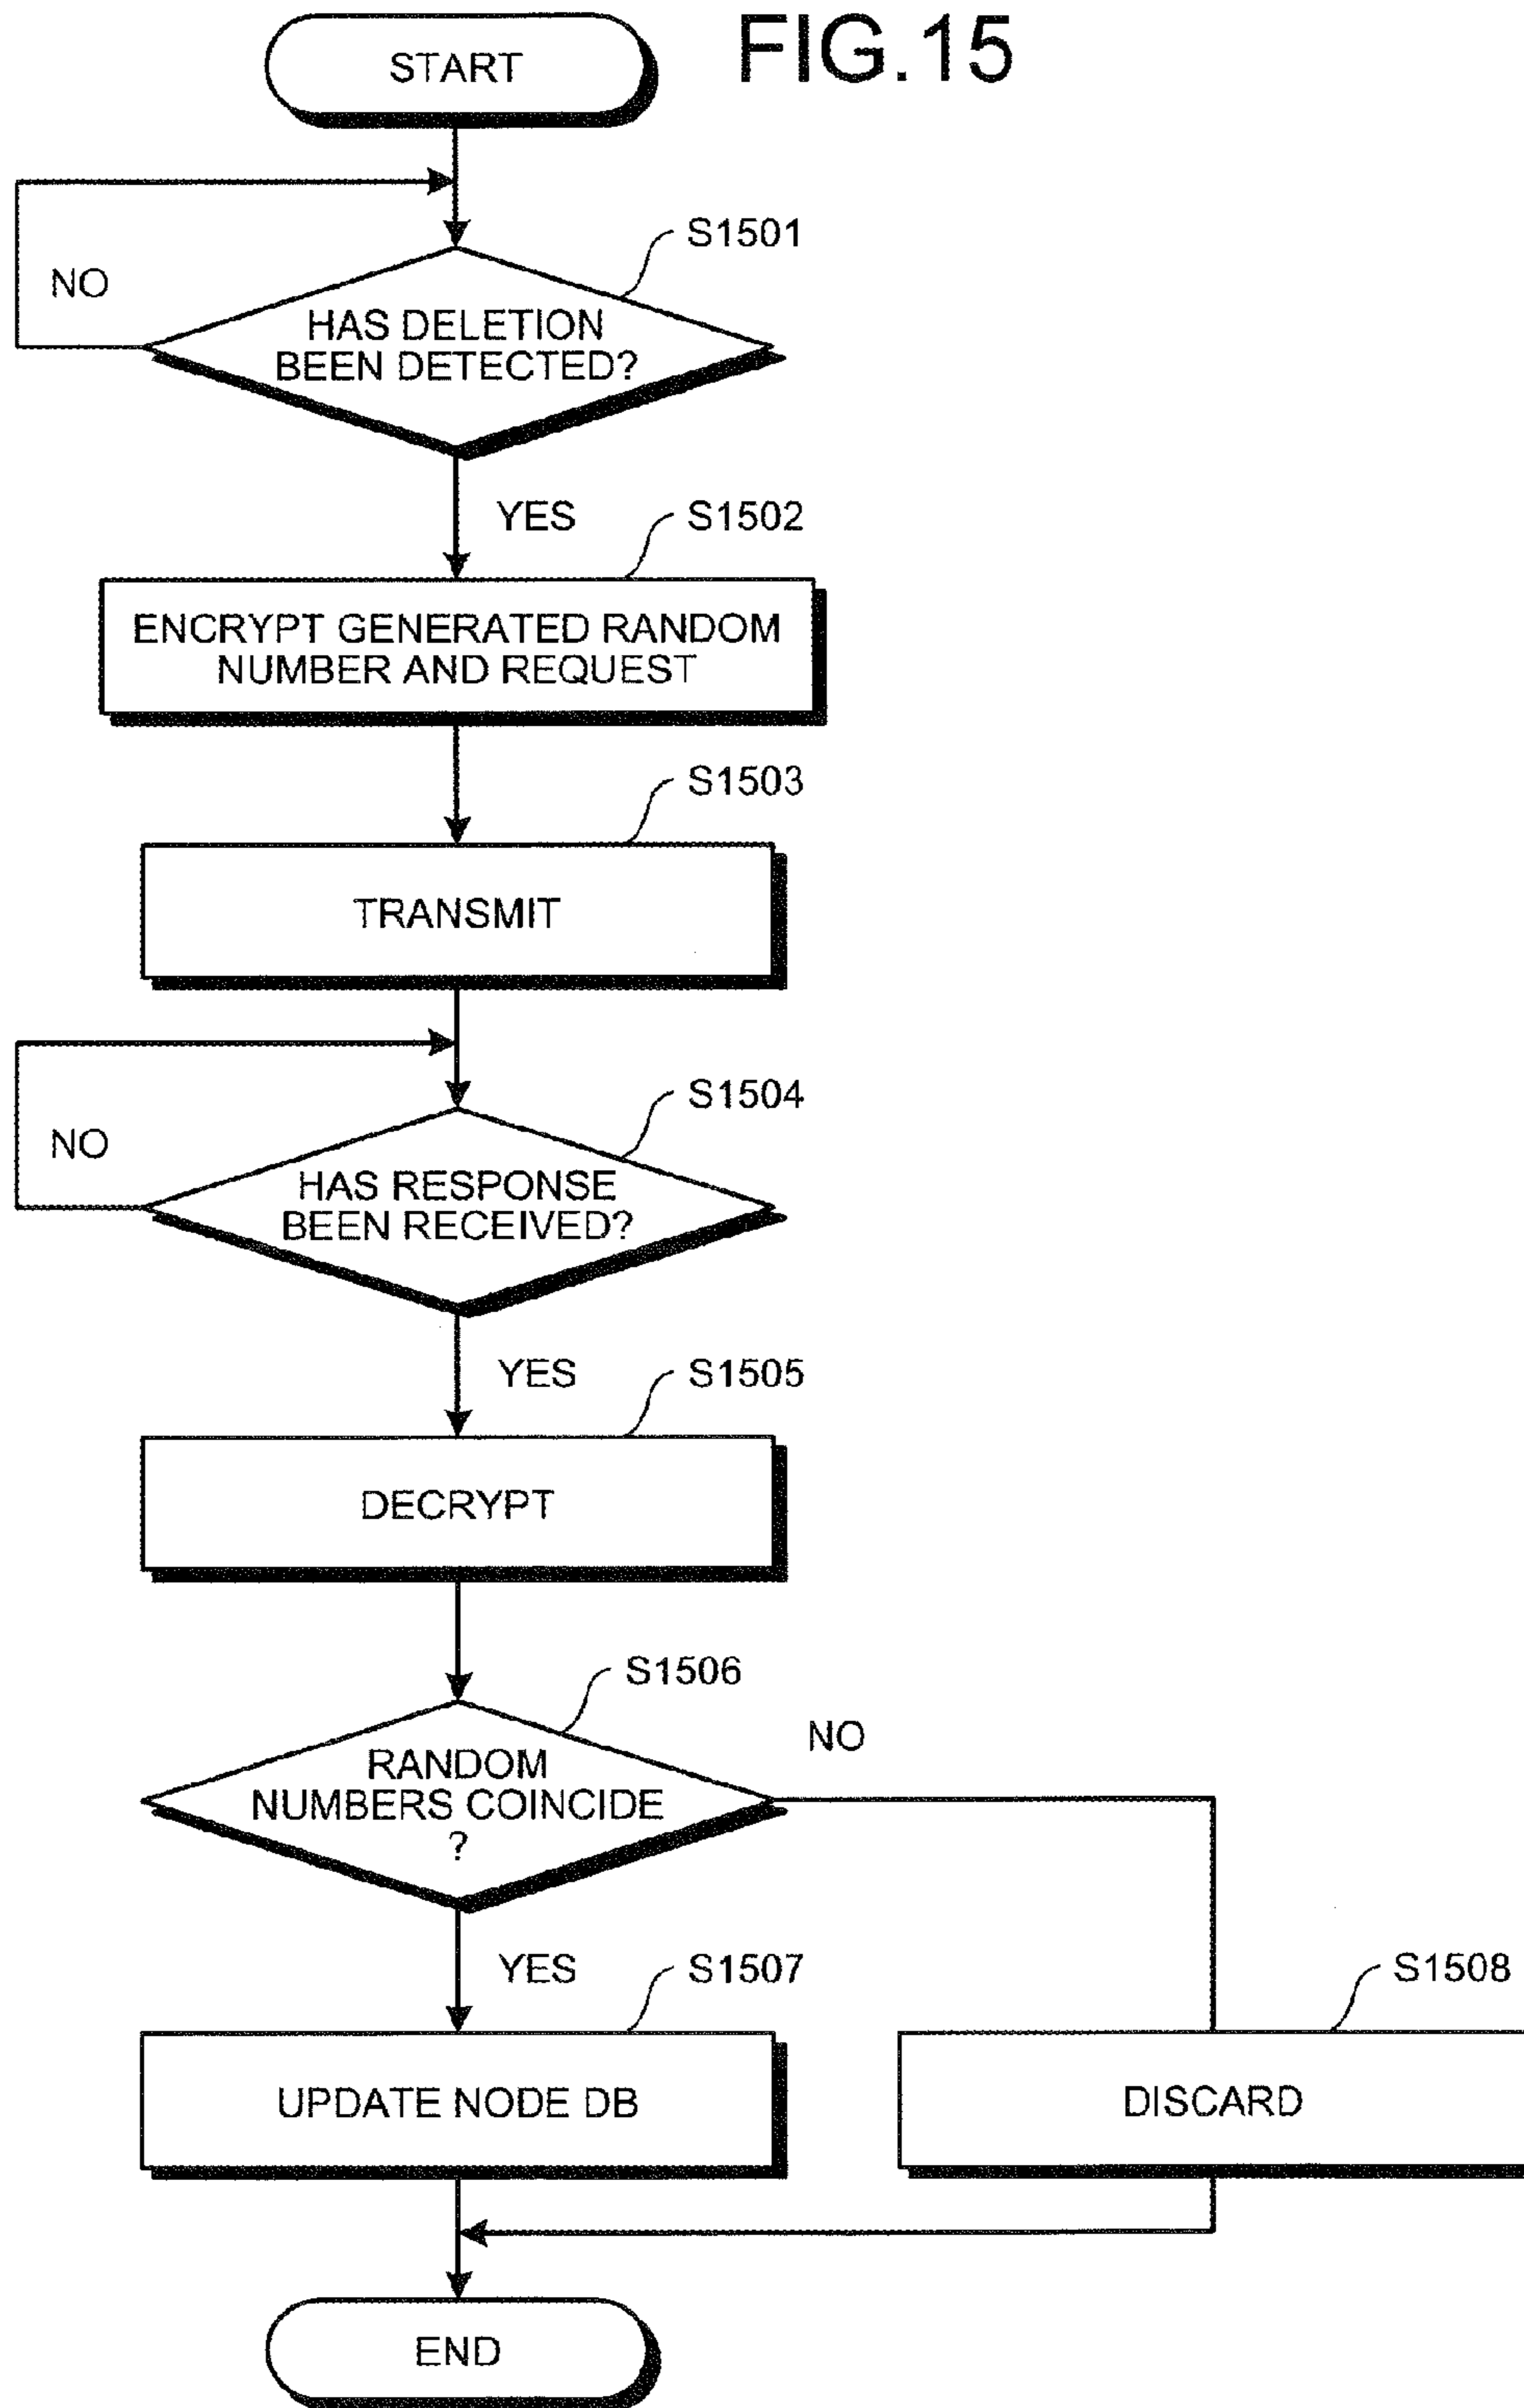 FIG.15
START
S1501
NO
HAS DELETION
BEEN DETECTED?
YES
S1502
ENCRYPT GENERATED RANDOM
NUMBER AND REQUEST
S1503
TRANSMIT
S1504
NO
HAS RESPONSE
BEEN RECEIVED?
YES
S1505
DECRYPT
S1506
NO
RANDOM
NUMBERS COINCIDE
?
YES
S1507
S1508
UPDATE NODE DB
DISCARD
END